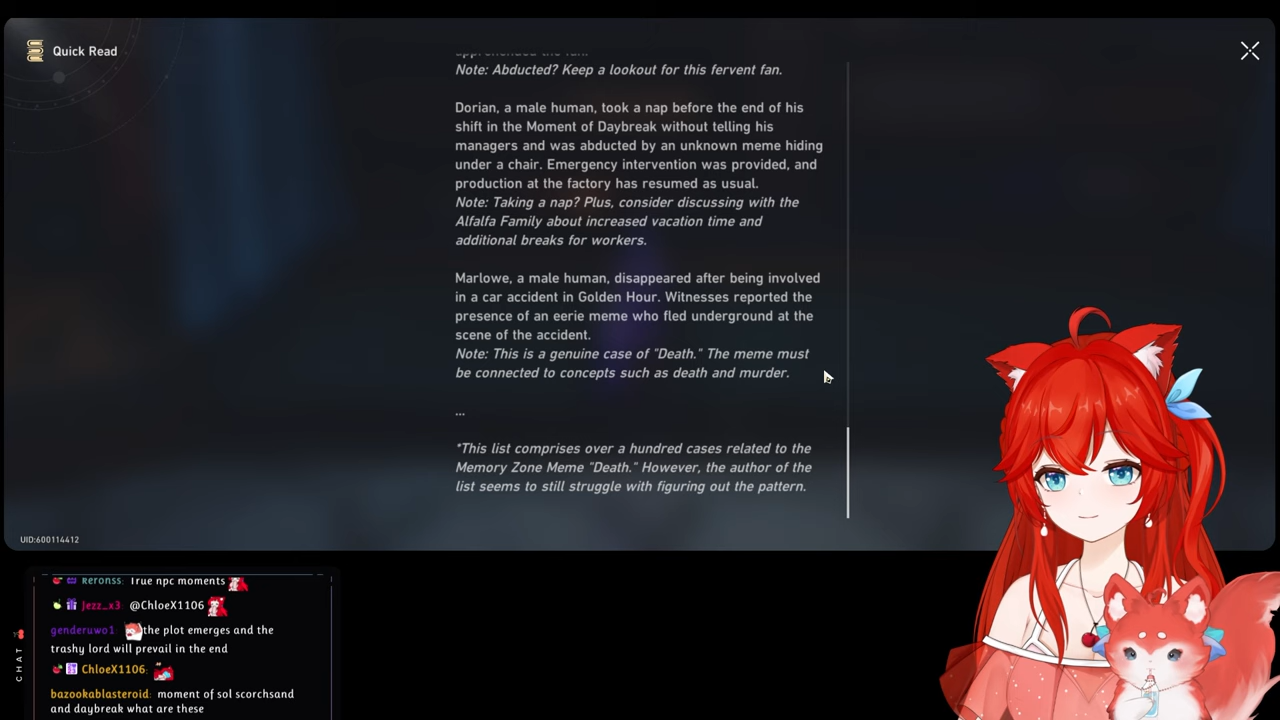 Quick Read
Note: Abducted? Keep a lookout for this fervent fan.
Dorian, a male human, took a nap before the end of his
shift in the Moment of Daybreak without telling his
managers and was abducted by an unknown meme hiding
under a chair. Emergency intervention was provided, and
production at the factory has resumed as usual.
Note: Taking a nap? Plus, consider discussing with the
Alfalfa Family about increased vacation time and
additional breaks for workers.
Marlowe, a male human, disappeared after being involved
in a car accident in Golden Hour. Witnesses reported the
presence of an eerie meme who fled underground at the
scene of the accident.
Note: This is a genuine case of "Death." The meme must
be connected to concepts such as death and murder.
...
*This list comprises over a hundred cases related to the
Memory Zone Meme "Death." However, the author of the
list seems to still struggle with figuring out the pattern.
UID:600114412
CHAT
Reronss: True npc moments
Jezz_x3: @ChloeX1106
genderuwo1: the plot emerges and the
trashy lord will prevail in the end
ChloeX1106:
bazookablasteroid: moment of sol scorchsand
and daybreak what are these